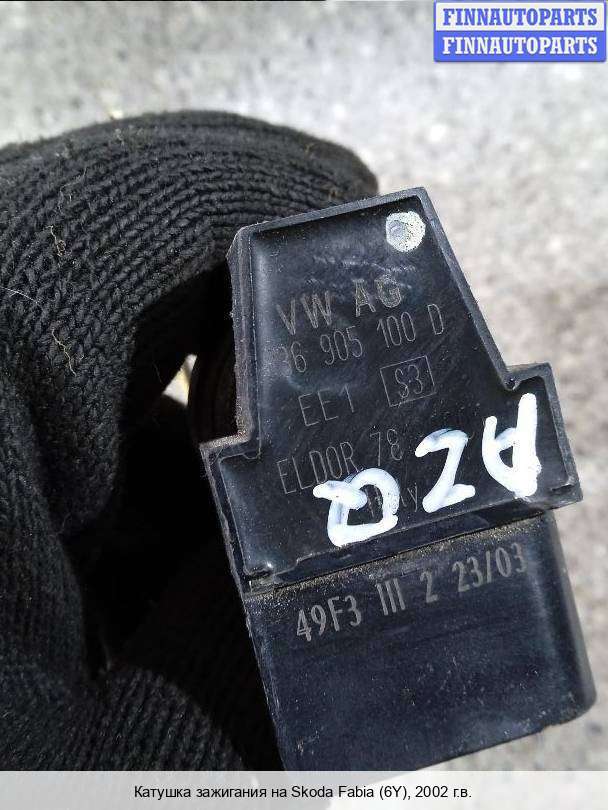 FINNAUTOPARTS
FINNAUTOPARTS
VW AG
36 905 100 D
EE1 S3
ELDOR 78
AZQ
49F3 III 2 23/03
Катушка зажигания на Skoda Fabia (6Y), 2002 г.в.